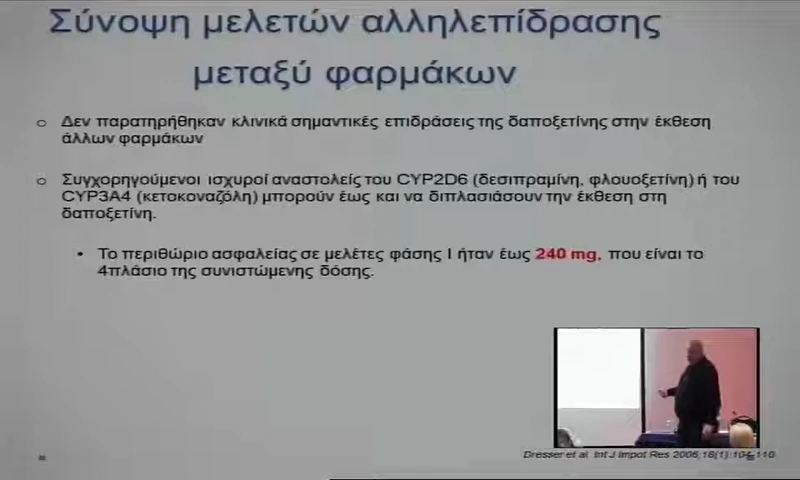 Σύνοψη μελετών αλληλεπίδρασης
μεταξύ φαρμάκων
Δεν παρατηρήθηκαν κλινικά σημαντικές επιδράσεις της δαποξετίνης στην έκθεση
άλλων φαρμάκων
Συγχορηγούμενοι ισχυροί αναστολείς του CYP2D6 (δεσιπραμίνη, φλουοξετίνη) ή του
CYP3A4 (κετοκοναζόλη) μπορούν έως και να διπλασιάσουν την έκθεση στη
δαποξετίνη.
Το περιθώριο ασφαλείας σε μελέτες φάσης Ι ήταν έως 240 mg, που είναι το
4πλάσιο της συνιστώμενης δόσης.
Dresser et al. Int J Impot Res 2006;18(1):104-110